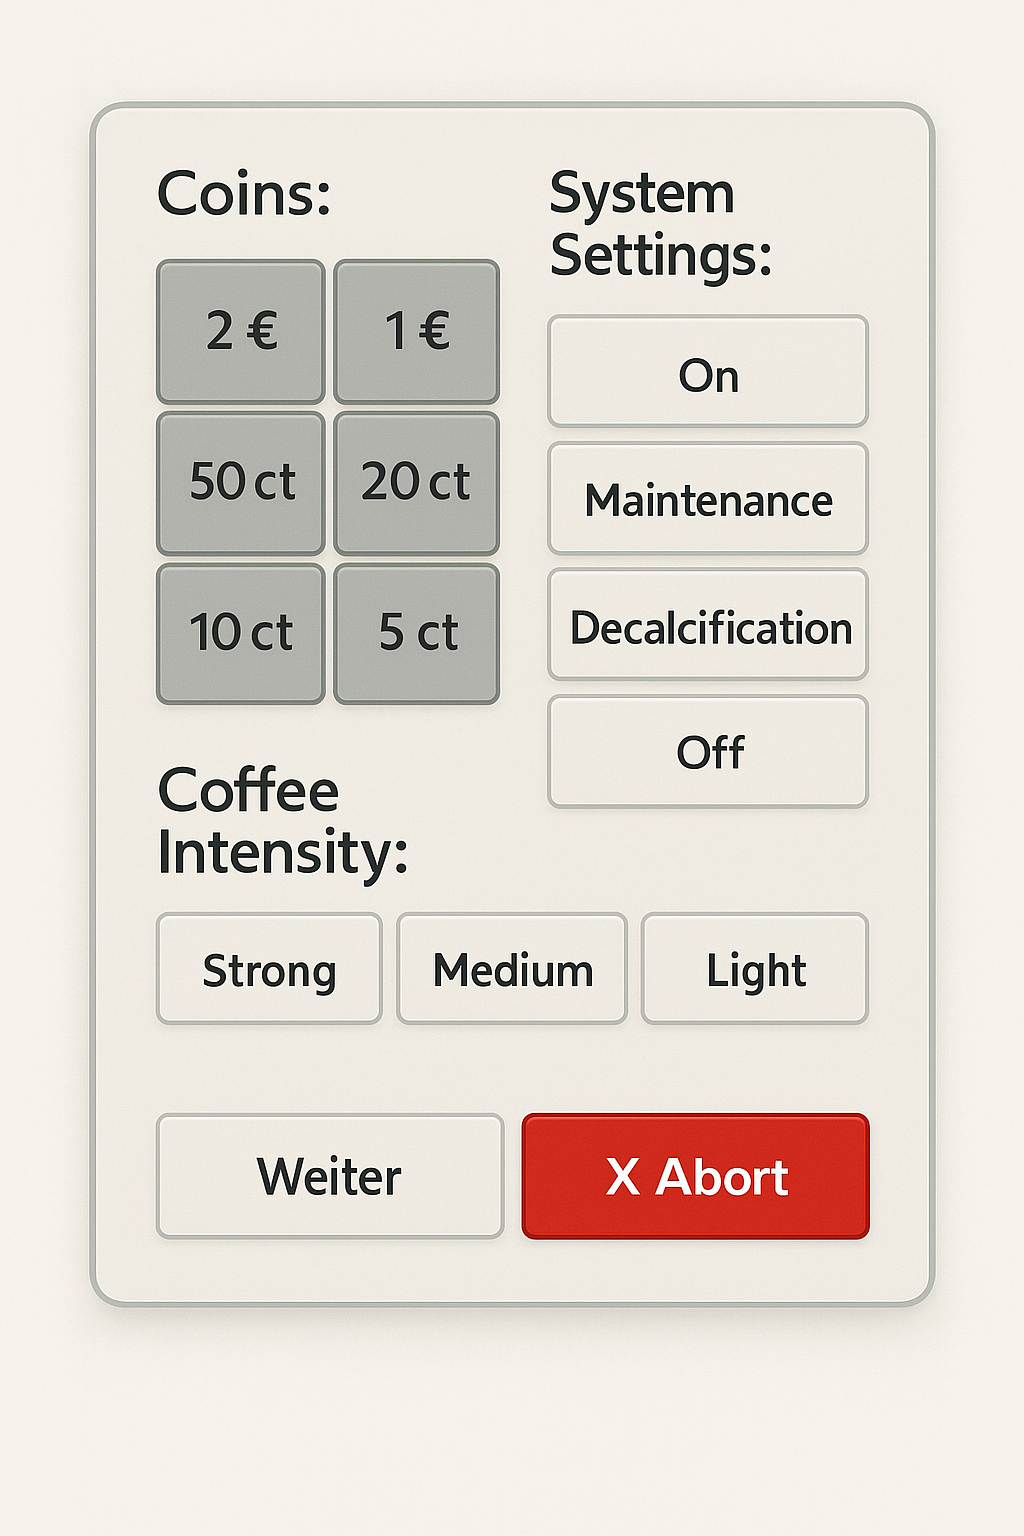 Coins:
2 € 1 €
50 ct 20 ct
10 ct 5 ct
System
Settings:
On
Maintenance
Decalcification
Off
Coffee
Intensity:
Strong Medium Light
Weiter X Abort